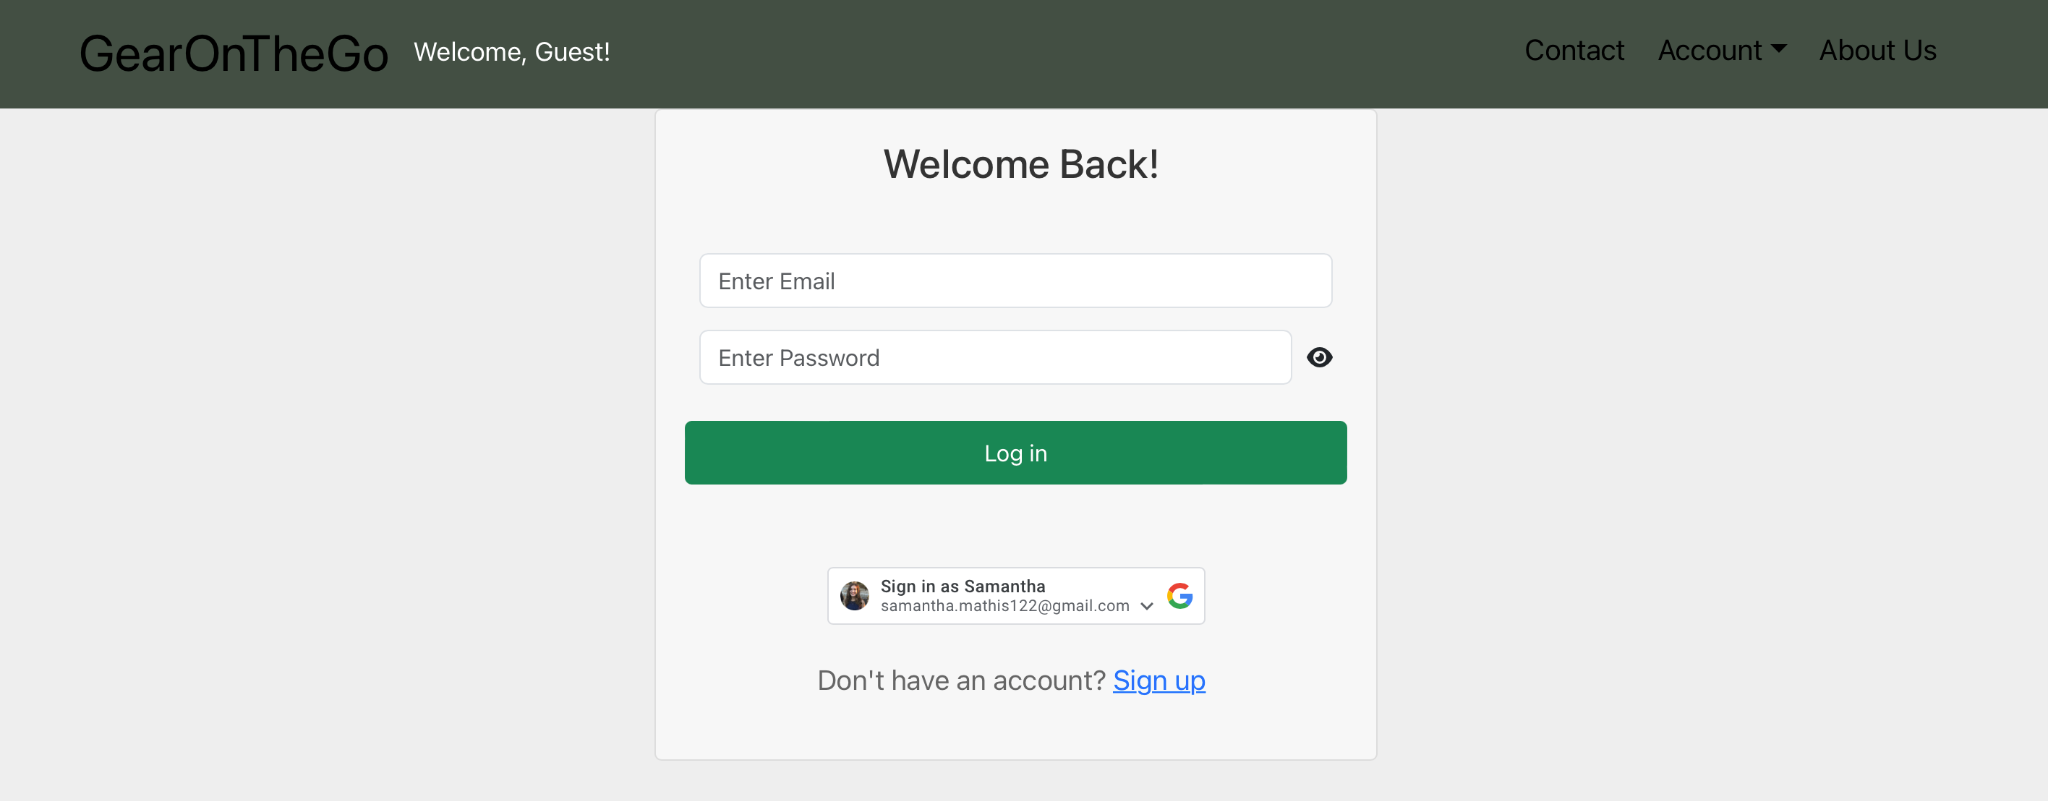 GearOnTheGo Welcome, Guest! Contact Account About Us
Welcome Back!
Enter Email
Enter Password
Log in
Sign in as Samantha
samantha.mathis122@gmail.com
Don't have an account? Sign up